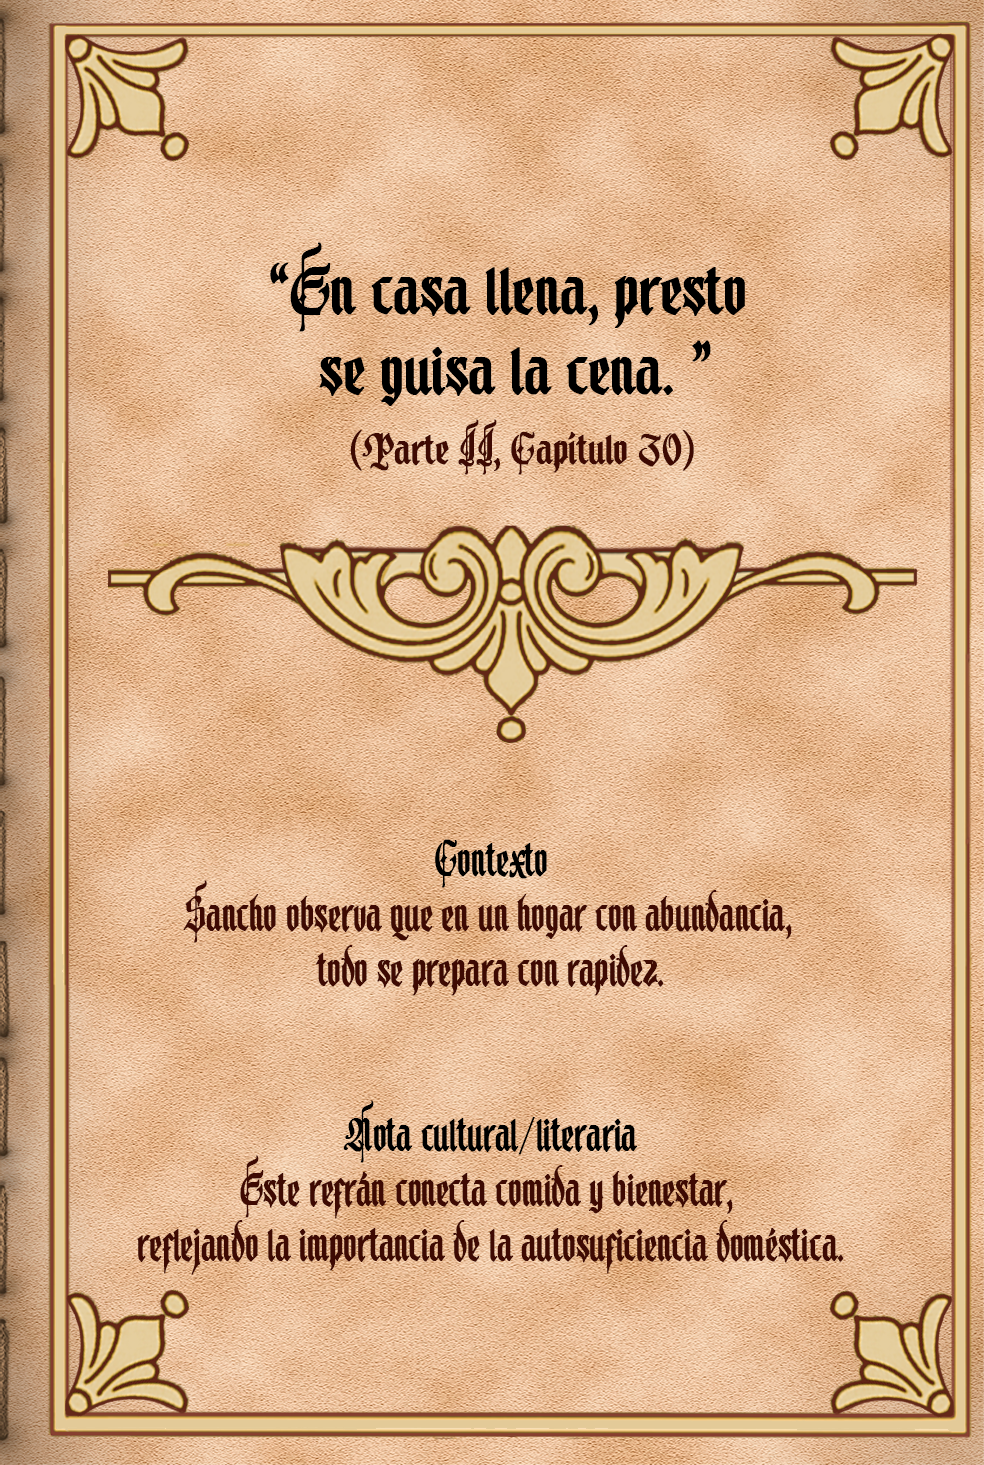 “En casa llena, presto
se guisa la cena. ”
(Parte II, Capítulo 30)
Contexto
Sancho observa que en un hogar con abundancia,
todo se prepara con rapidez.
Nota cultural/literaria
Este refrán conecta comida y bienestar,
reflejando la importancia de la autosuficiencia doméstica.